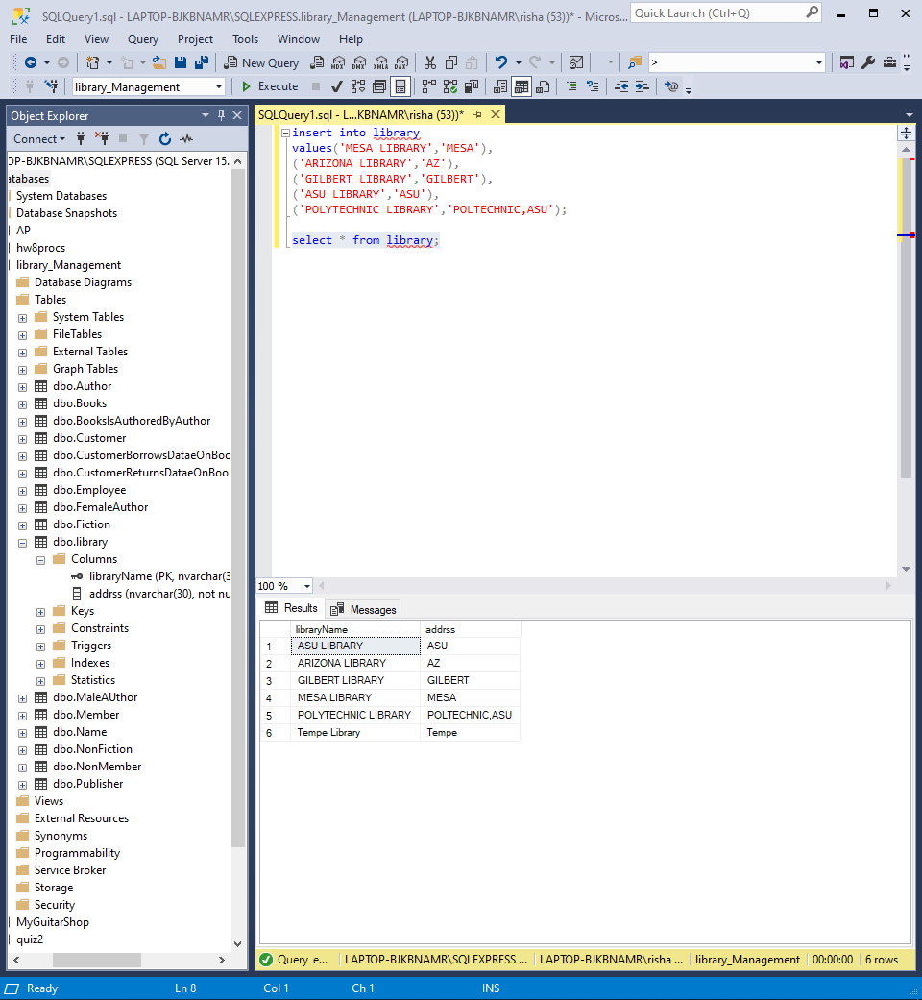 SQLQuery1.sql - LAPTOP-BJKBNAMR\SQLEXPRESS.library_Management (LAPTOP-BJKBNAMR\risha (53))* - Micros...
Quick Launch (Ctrl+Q)
File Edit View Query Project Tools Window Help
New Query MDX DMX XMLA DAX >
library_Management Execute
Object Explorer
Connect
OP-BJKBNAMR\SQLEXPRESS (SQL Server 15.
atabases
System Databases
Database Snapshots
AP
hw8procs
library_Management
Database Diagrams
Tables
System Tables
FileTables
External Tables
Graph Tables
dbo.Author
dbo.Books
dbo.BooksIsAuthoredByAuthor
dbo.Customer
dbo.CustomerBorrowsDataeOnBoo
dbo.CustomerReturnsDataeOnBoo
dbo.Employee
dbo.FemaleAuthor
dbo.Fiction
dbo.library
Columns
libraryName (PK, nvarchar(3
addrss (nvarchar(30), not nu
Keys
Constraints
Triggers
Indexes
Statistics
dbo.MaleAUthor
dbo.Member
dbo.Name
dbo.NonFiction
dbo.NonMember
dbo.Publisher
Views
External Resources
Synonyms
Programmability
Service Broker
Storage
Security
MyGuitarShop
quiz2
SQLQuery1.sql - L...KBNAMR\risha (53))*
insert into library
values('MESA LIBRARY','MESA'),
('ARIZONA LIBRARY','AZ'),
('GILBERT LIBRARY','GILBERT'),
('ASU LIBRARY','ASU'),
('POLYTECHNIC LIBRARY','POLTECHNIC,ASU');
select * from library;
100 %
Results Messages
libraryName addrss
1 ASU LIBRARY ASU
2 ARIZONA LIBRARY AZ
3 GILBERT LIBRARY GILBERT
4 MESA LIBRARY MESA
5 POLYTECHNIC LIBRARY POLTECHNIC,ASU
6 Tempe Library Tempe
Query e... LAPTOP-BJKBNAMR\SQLEXPRESS ... LAPTOP-BJKBNAMR\risha ... library_Management 00:00:00 6 rows
Ready Ln 8 Col 1 Ch 1 INS